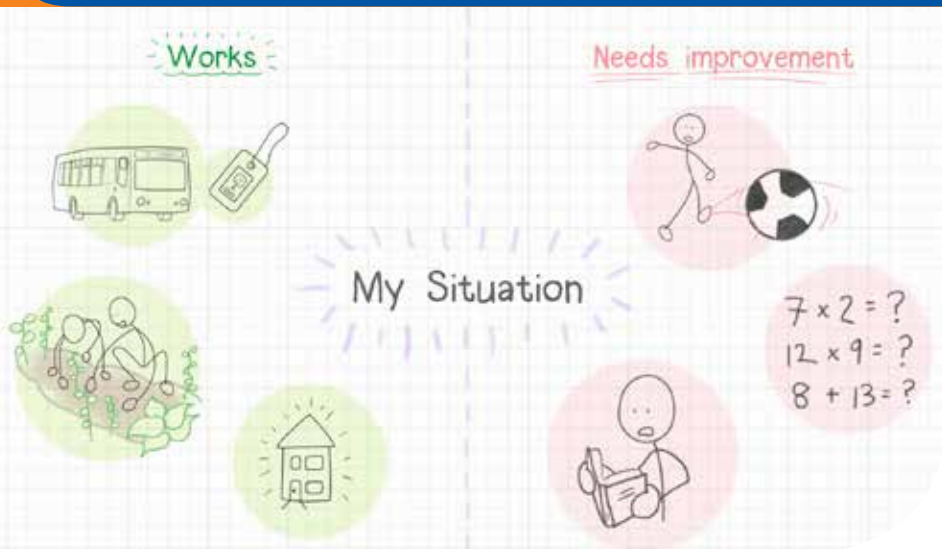 Works
Needs improvement
My Situation
7 x 2 = ?
12 x 9 = ?
8 + 13 = ?